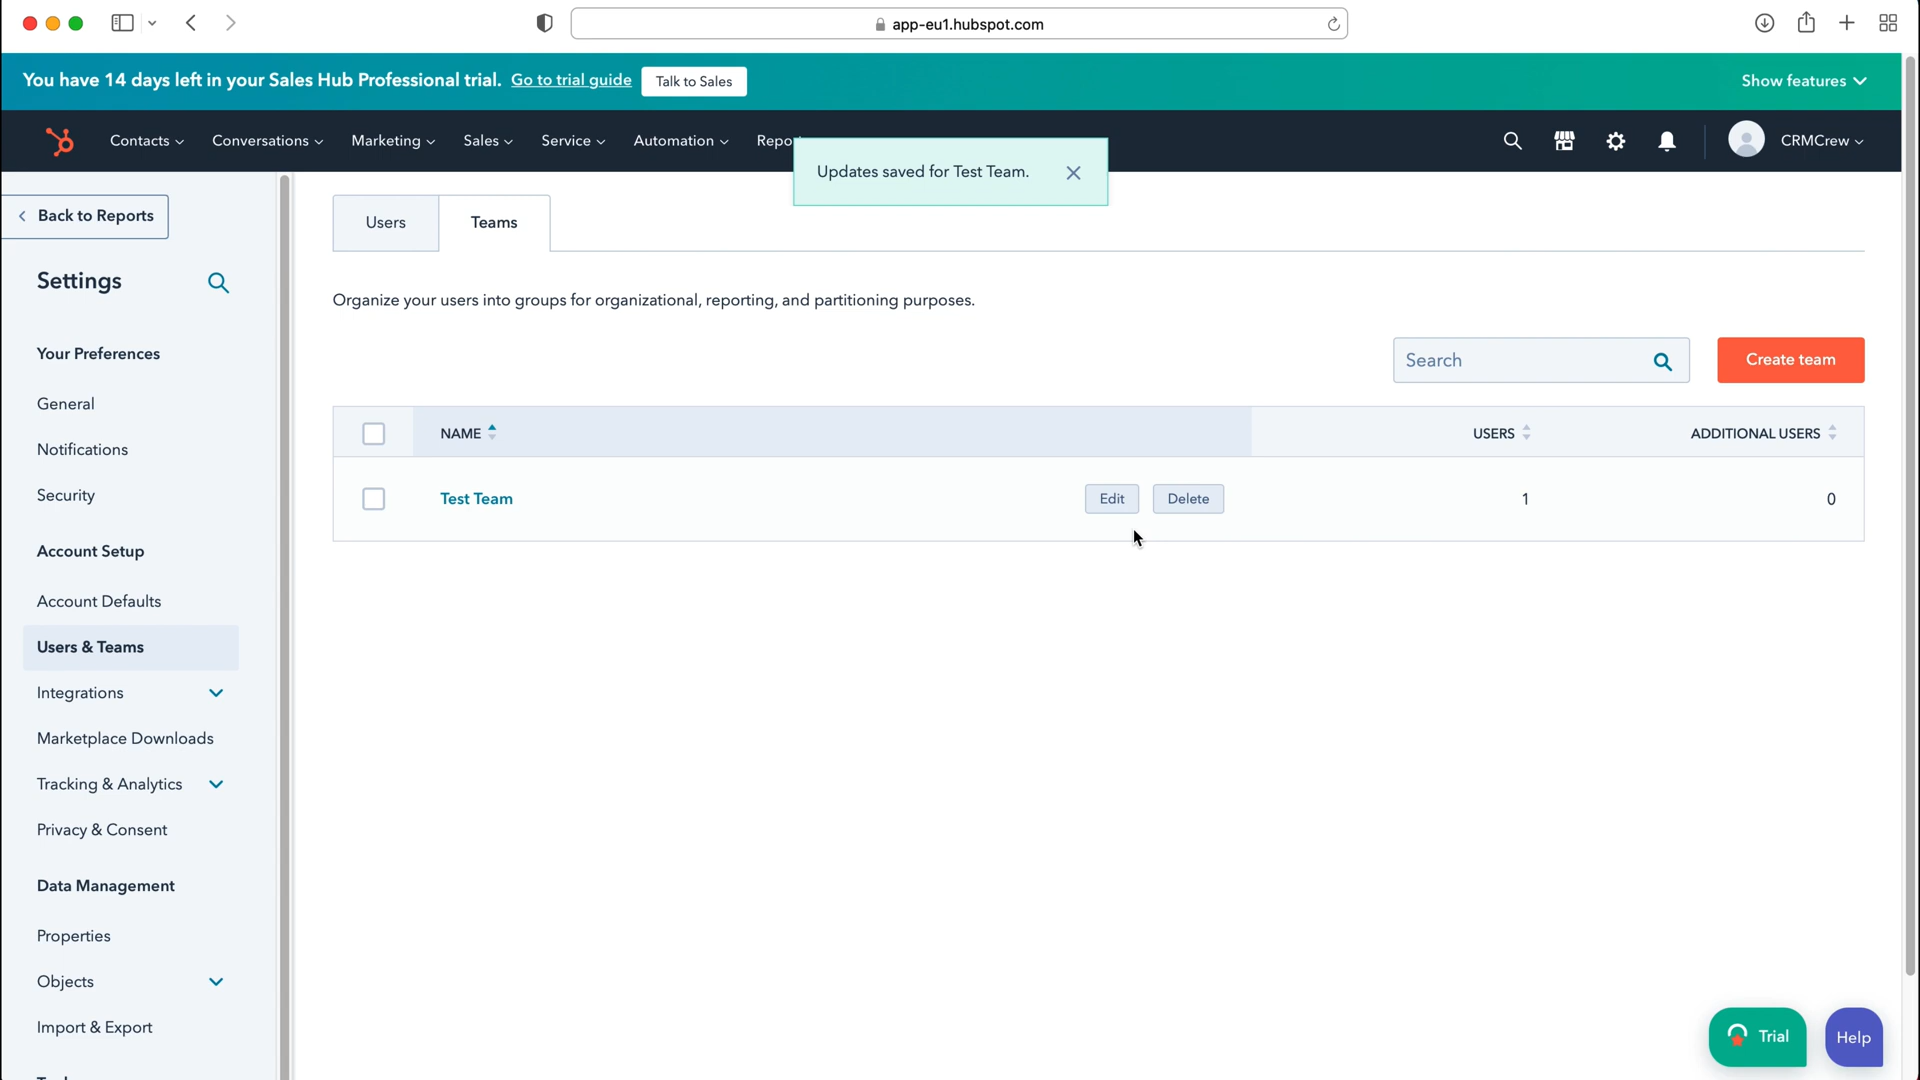 app-eu1.hubspot.com
You have 14 days left in your Sales Hub Professional trial. Go to trial guide Talk to Sales Show features
Contacts Conversations Marketing Sales Service Automation CRMCrew
Updates saved for Test Team.
Back to Reports
Users Teams
Settings
Organize your users into groups for organizational, reporting, and partitioning purposes.
Your Preferences
Search Create team
General
NAME USERS ADDITIONAL USERS
Notifications
Security
Test Team Edit Delete 1 0
Account Setup
Account Defaults
Users & Teams
Integrations
Marketplace Downloads
Tracking & Analytics
Privacy & Consent
Data Management
Properties
Objects
Import & Export
Trial Help